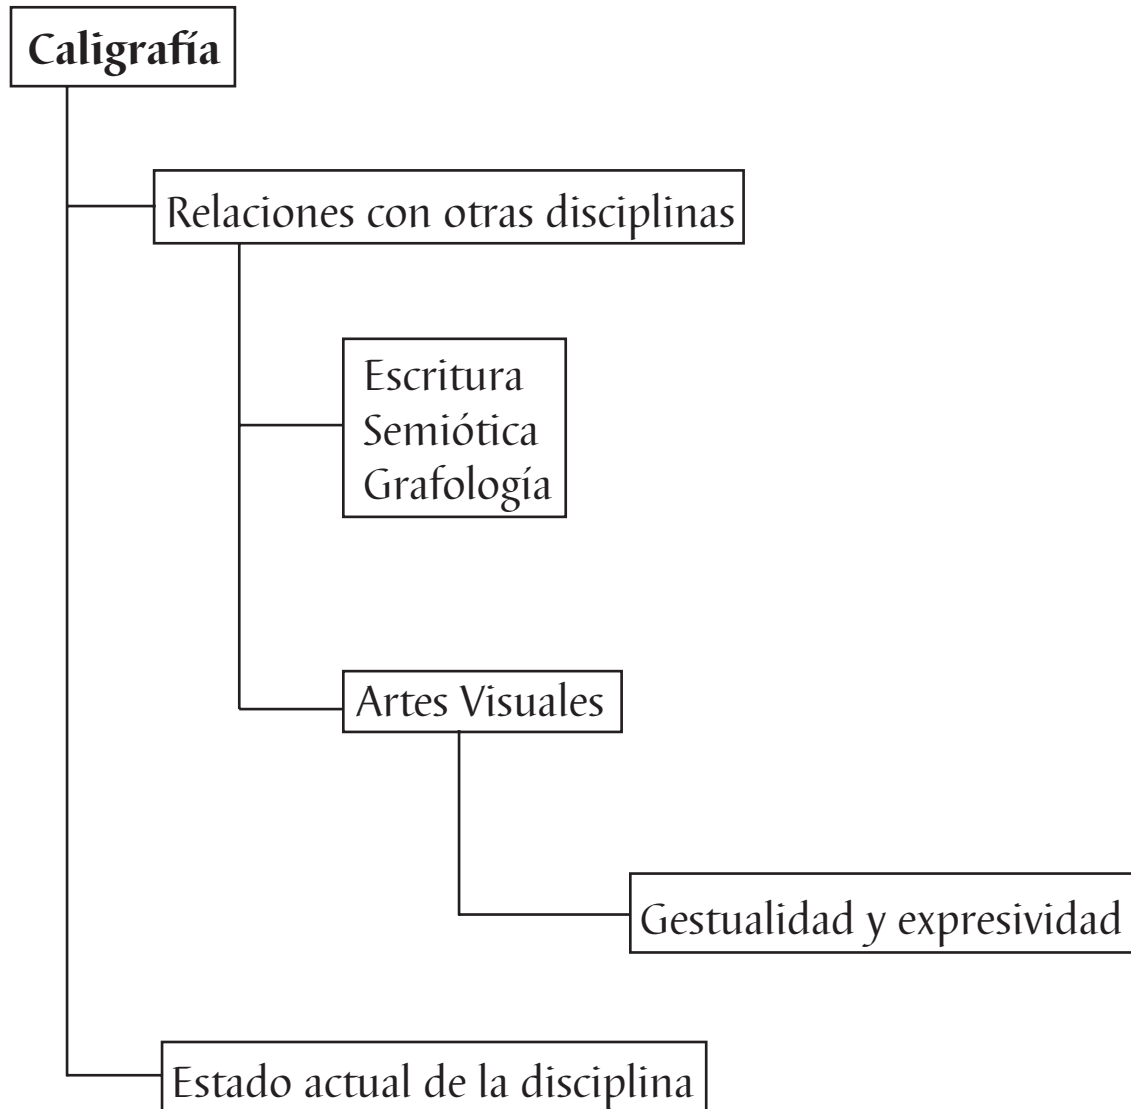 Caligrafía
Relaciones con otras disciplinas
Escritura
Semiótica
Grafología
Artes Visuales
Gestualidad y expresividad
Estado actual de la disciplina